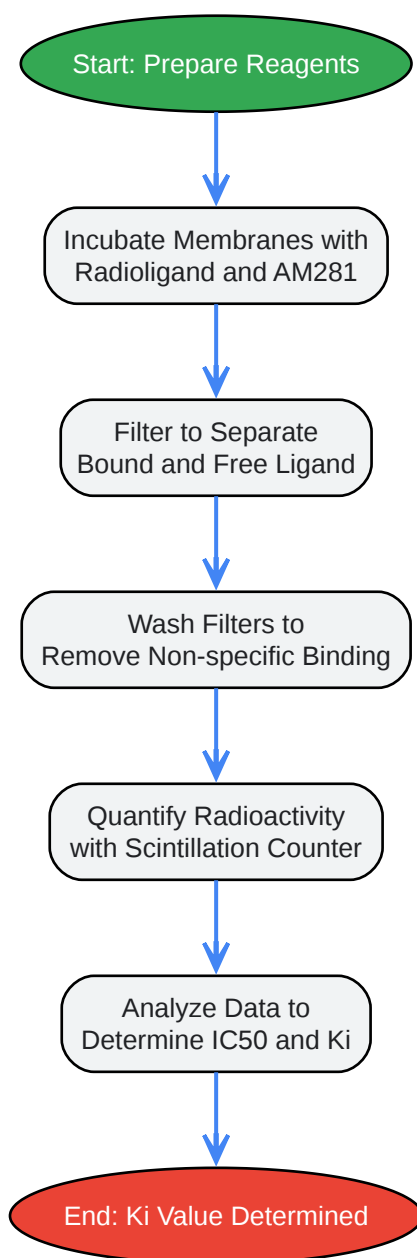 Start: Prepare Reagents
Incubate Membranes with
Radioligand and AM281
Filter to Separate
Bound and Free Ligand
Wash Filters to
Remove Non-specific Binding
Quantify Radioactivity
with Scintillation Counter
Analyze Data to
Determine IC50 and Ki
End: Ki Value Determined